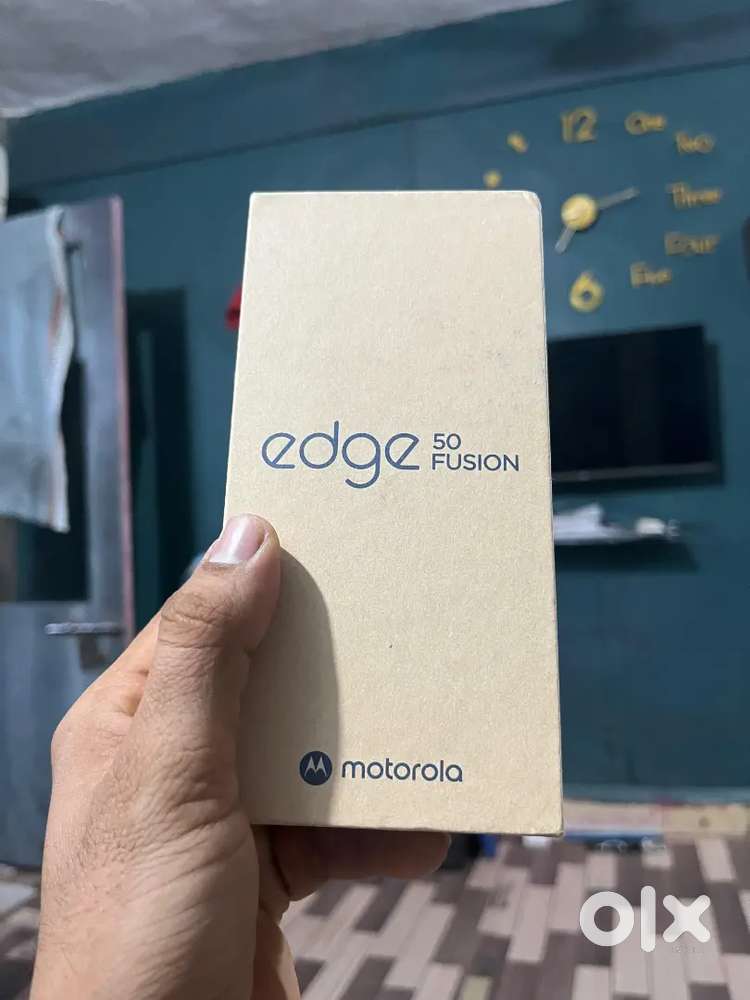 12
One
Two
Three
Four
Five
6
edge 50
FUSION
motorola
olx